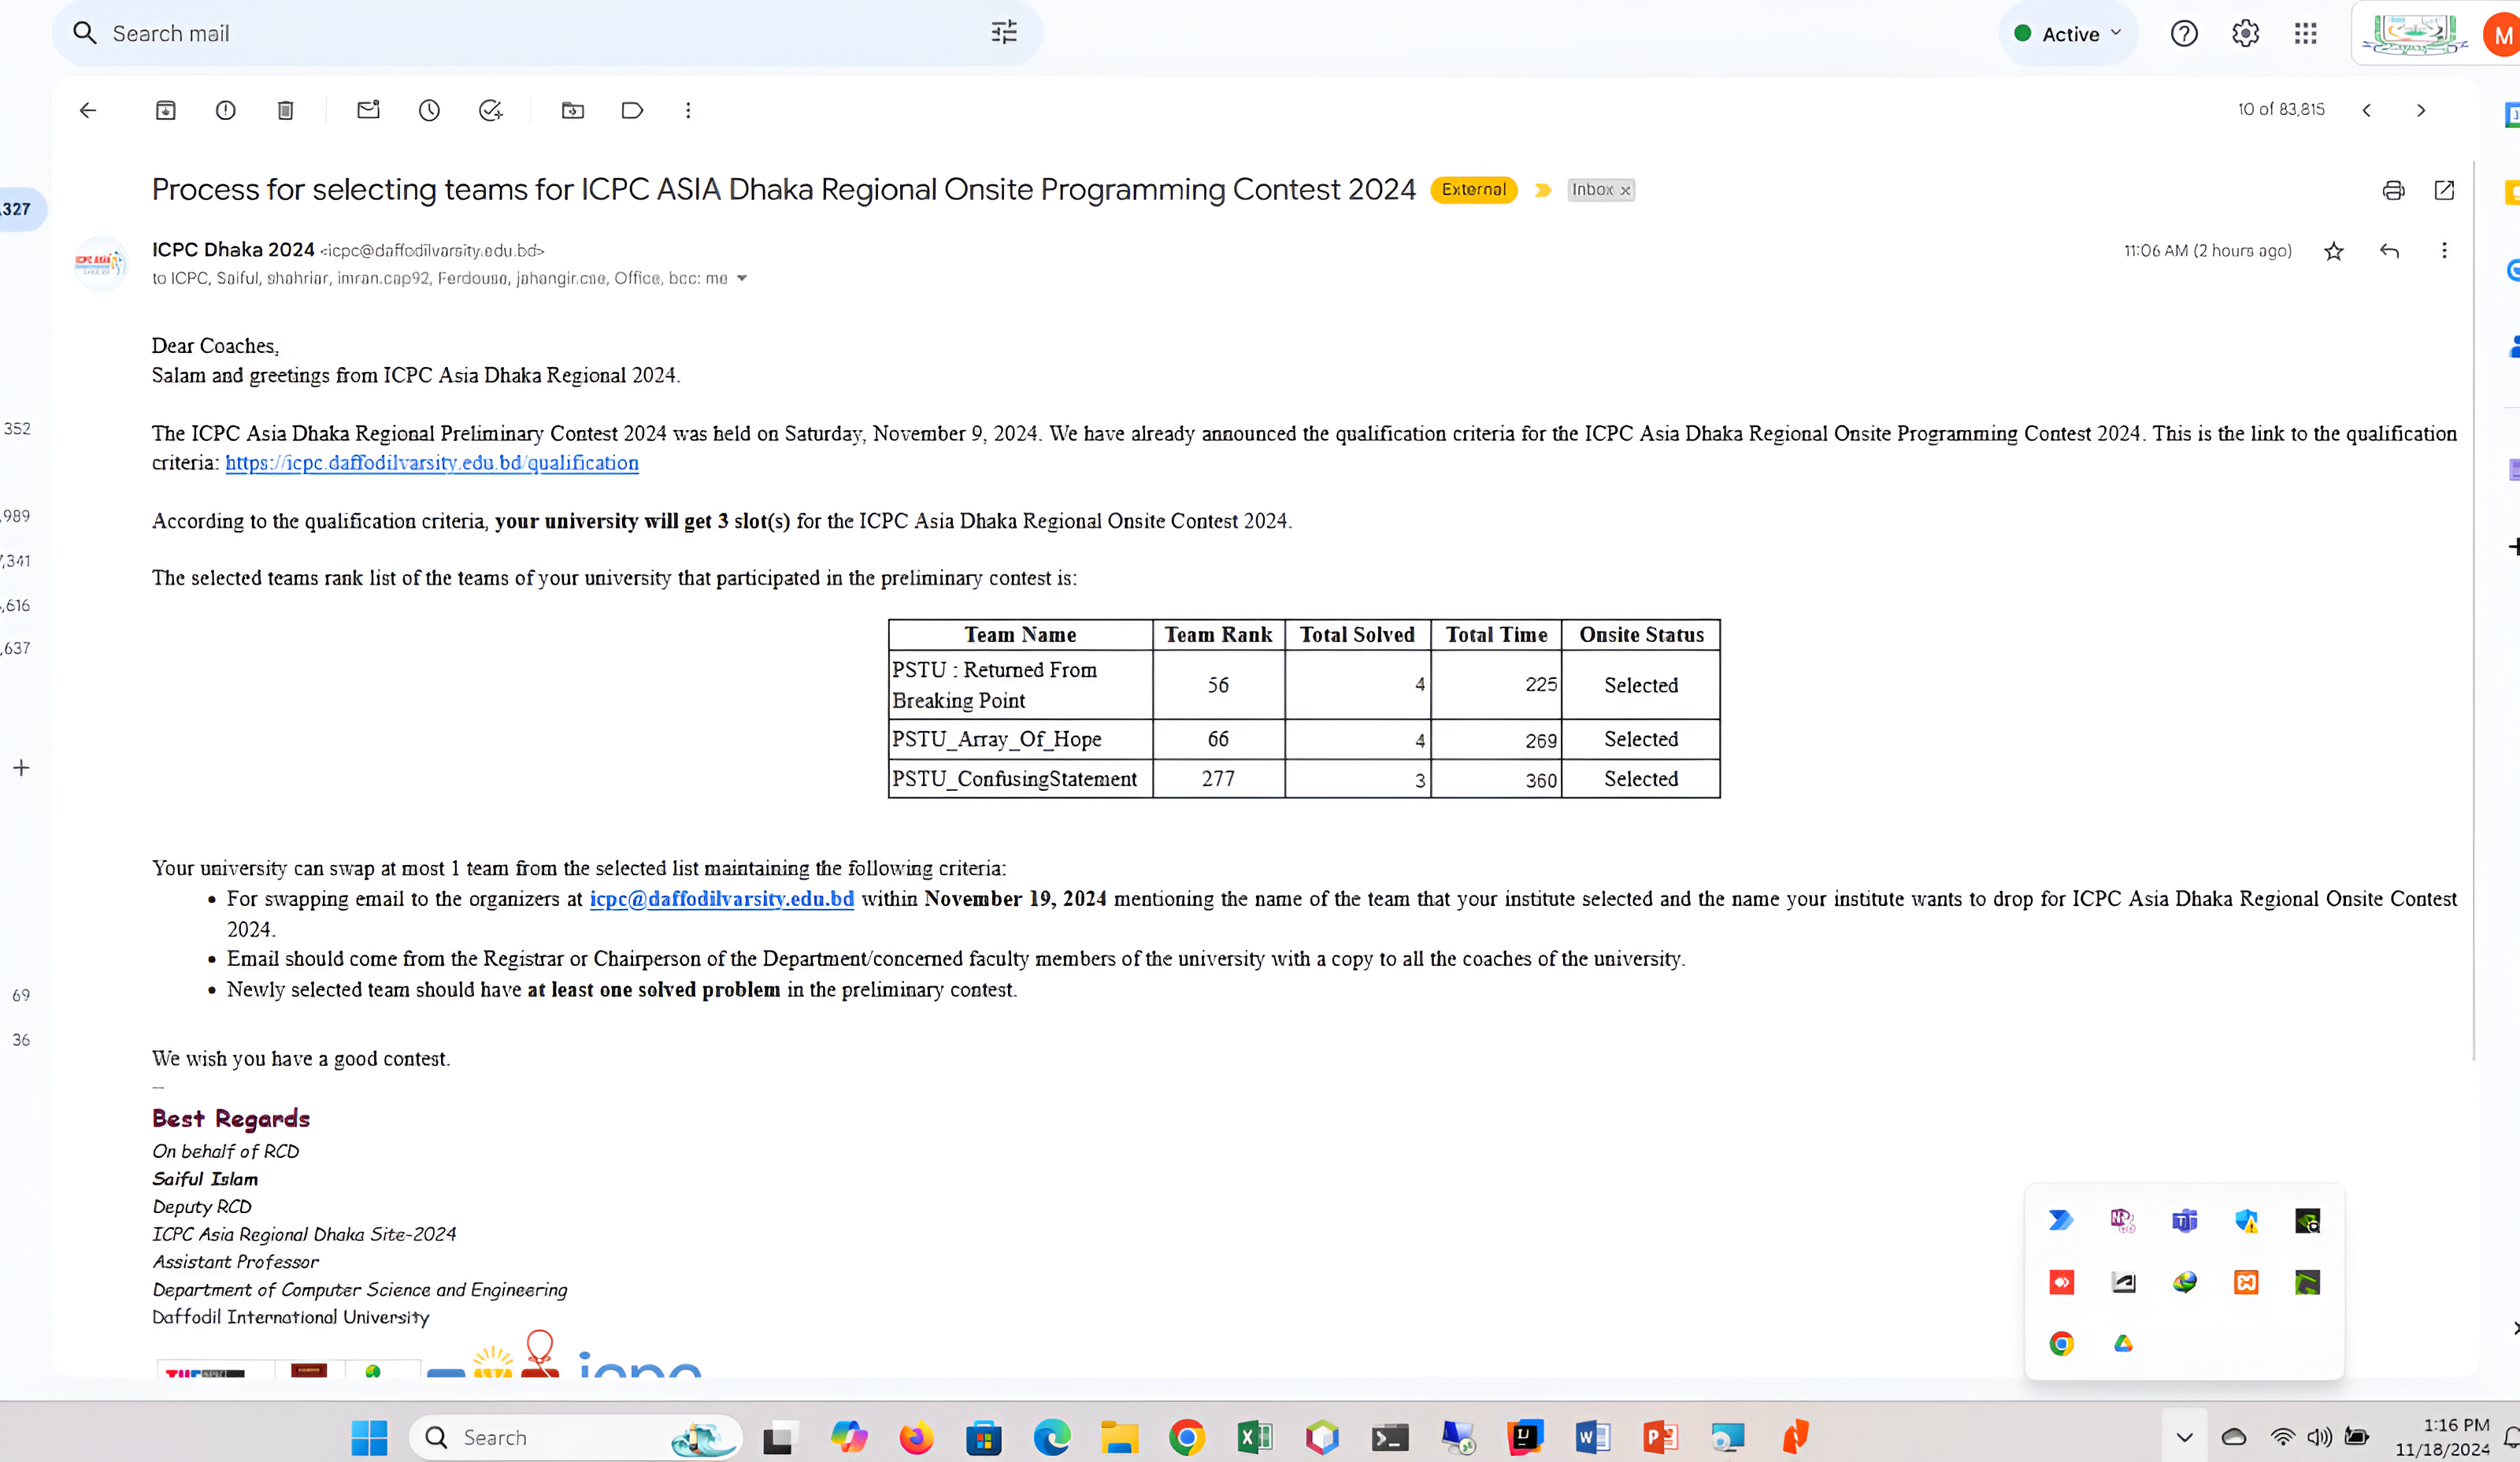 Search mail
Active
M
10 of 83,815
327
352
,989
7,341
,616
,637
69
36
Process for selecting teams for ICPC ASIA Dhaka Regional Onsite Programming Contest 2024 External Inbox x
ICPC Dhaka 2024 <icpc@daffodilvarsity.edu.bd>
11:06 AM (2 hours ago)
to ICPC, Saiful, shahriar, imran.cap92, Ferdouse, jahangir.cse, Office, bcc: me
Dear Coaches,
Salam and greetings from ICPC Asia Dhaka Regional 2024.
The ICPC Asia Dhaka Regional Preliminary Contest 2024 was held on Saturday, November 9, 2024. We have already announced the qualification criteria for the ICPC Asia Dhaka Regional Onsite Programming Contest 2024. This is the link to the qualification
criteria: https://icpc.daffodilvarsity.edu.bd/qualification
According to the qualification criteria, your university will get 3 slot(s) for the ICPC Asia Dhaka Regional Onsite Contest 2024.
The selected teams rank list of the teams of your university that participated in the preliminary contest is:
Team Name Team Rank Total Solved Total Time Onsite Status
PSTU : Returned From
Breaking Point 56 4 225 Selected
PSTU_Array_Of_Hope 66 4 269 Selected
PSTU_ConfusingStatement 277 3 360 Selected
Your university can swap at most 1 team from the selected list maintaining the following criteria:
• For swapping email to the organizers at icpc@daffodilvarsity.edu.bd within November 19, 2024 mentioning the name of the team that your institute selected and the name your institute wants to drop for ICPC Asia Dhaka Regional Onsite Contest
2024.
• Email should come from the Registrar or Chairperson of the Department/concerned faculty members of the university with a copy to all the coaches of the university.
• Newly selected team should have at least one solved problem in the preliminary contest.
We wish you have a good contest.
--
Best Regards
On behalf of RCD
Saiful Islam
Deputy RCD
ICPC Asia Regional Dhaka Site-2024
Assistant Professor
Department of Computer Science and Engineering
Daffodil International University
icpc
Search
1:16 PM
11/18/2024